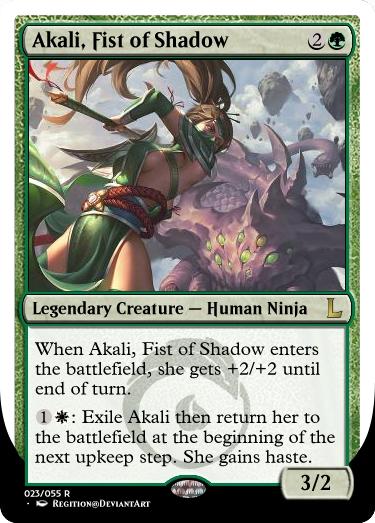 Akali, Fist of Shadow 2
Legendary Creature — Human Ninja L
When Akali, Fist of Shadow enters
the battlefield, she gets +2/+2 until
end of turn.
1 : Exile Akali then return her to
the battlefield at the beginning of the
next upkeep step. She gains haste.
3/2
023/055 R
· Regition@DeviantArt